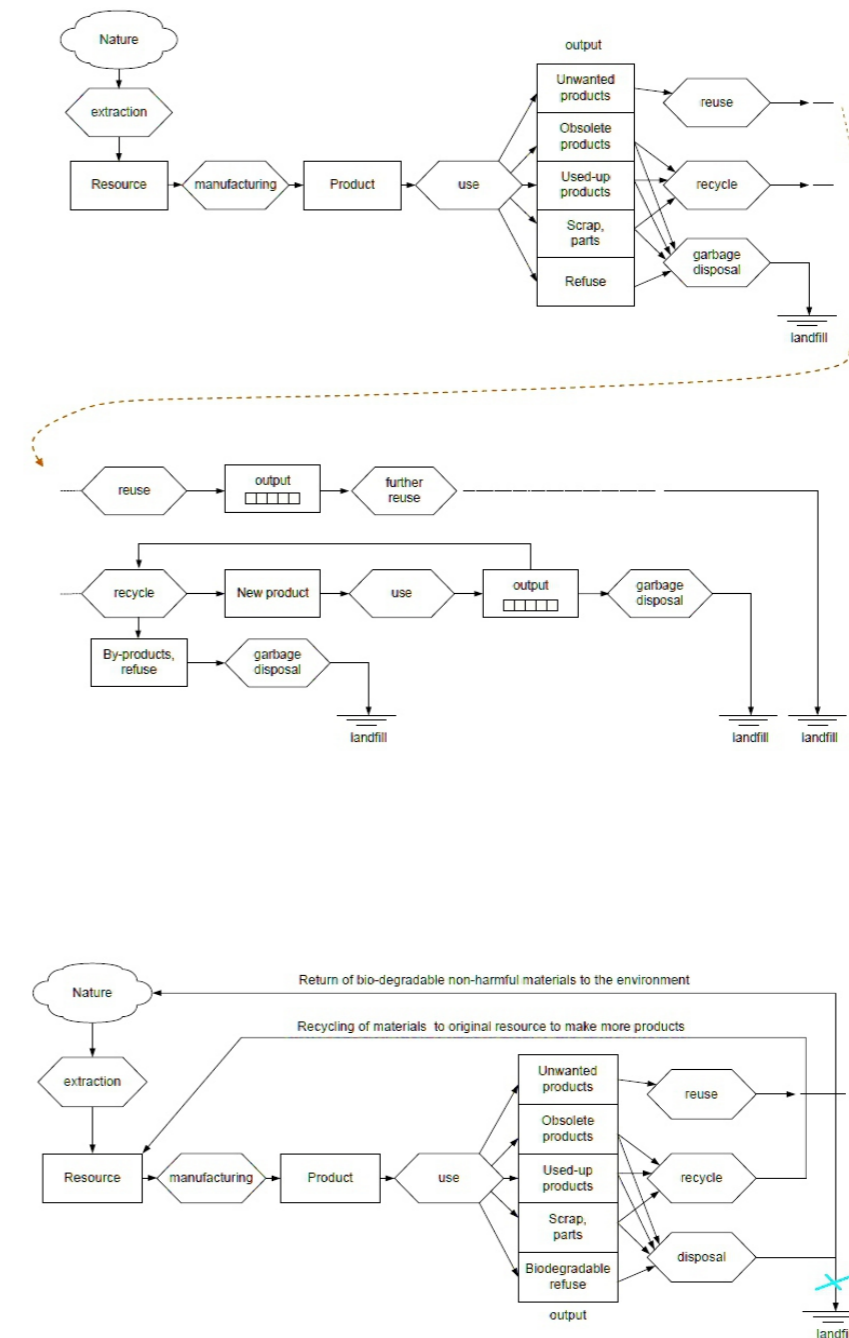 Nature
output
extraction
Unwanted
products
reuse
Obsolete
products
Resource
manufacturing
Product
use
Used-up
products
recycle
Scrap,
parts
garbage
disposal
Refuse
landfill
reuse
output
further
reuse
recycle
New product
use
output
garbage
disposal
By-products,
refuse
garbage
disposal
landfill
landfill
landfill
Return of bio-degradable non-harmful materials to the environment
Nature
Recycling of materials to original resource to make more products
extraction
Unwanted
products
reuse
Obsolete
products
Resource
manufacturing
Product
use
Used-up
products
recycle
Scrap,
parts
disposal
Biodegradable
refuse
output